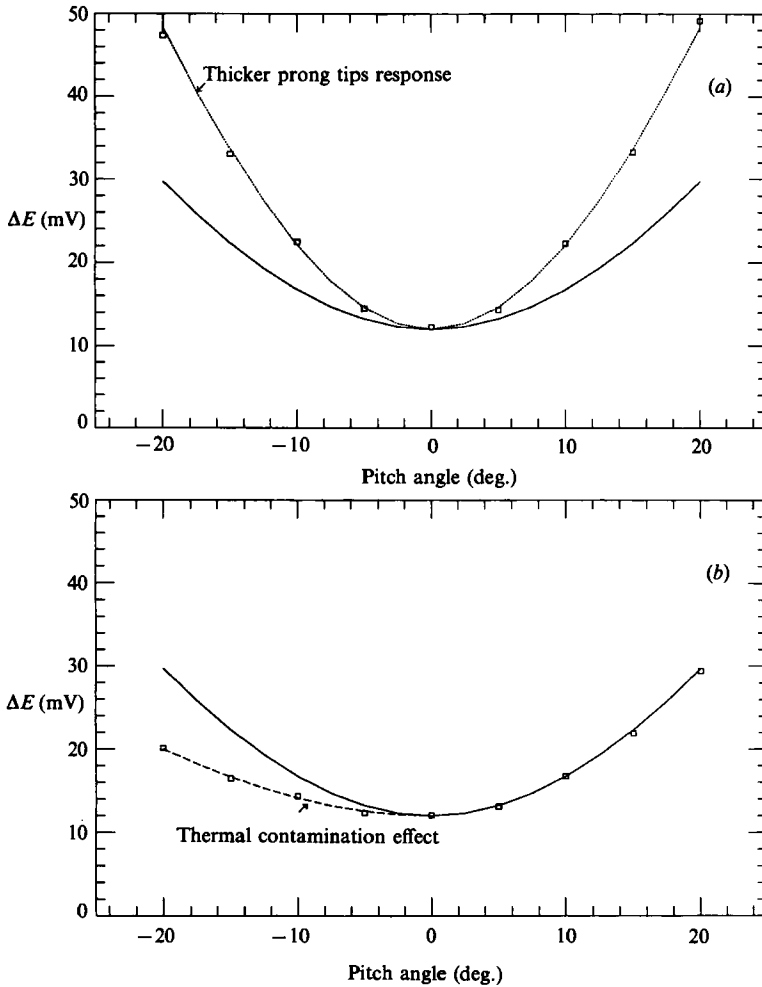 50
Thicker prong tips response
(a)
40
30
ΔE (mV)
20
10
0
−20
−10
0
10
20
Pitch angle (deg.)
50
(b)
40
30
ΔE (mV)
20
10
Thermal contamination effect
0
−20
−10
0
10
20
Pitch angle (deg.)